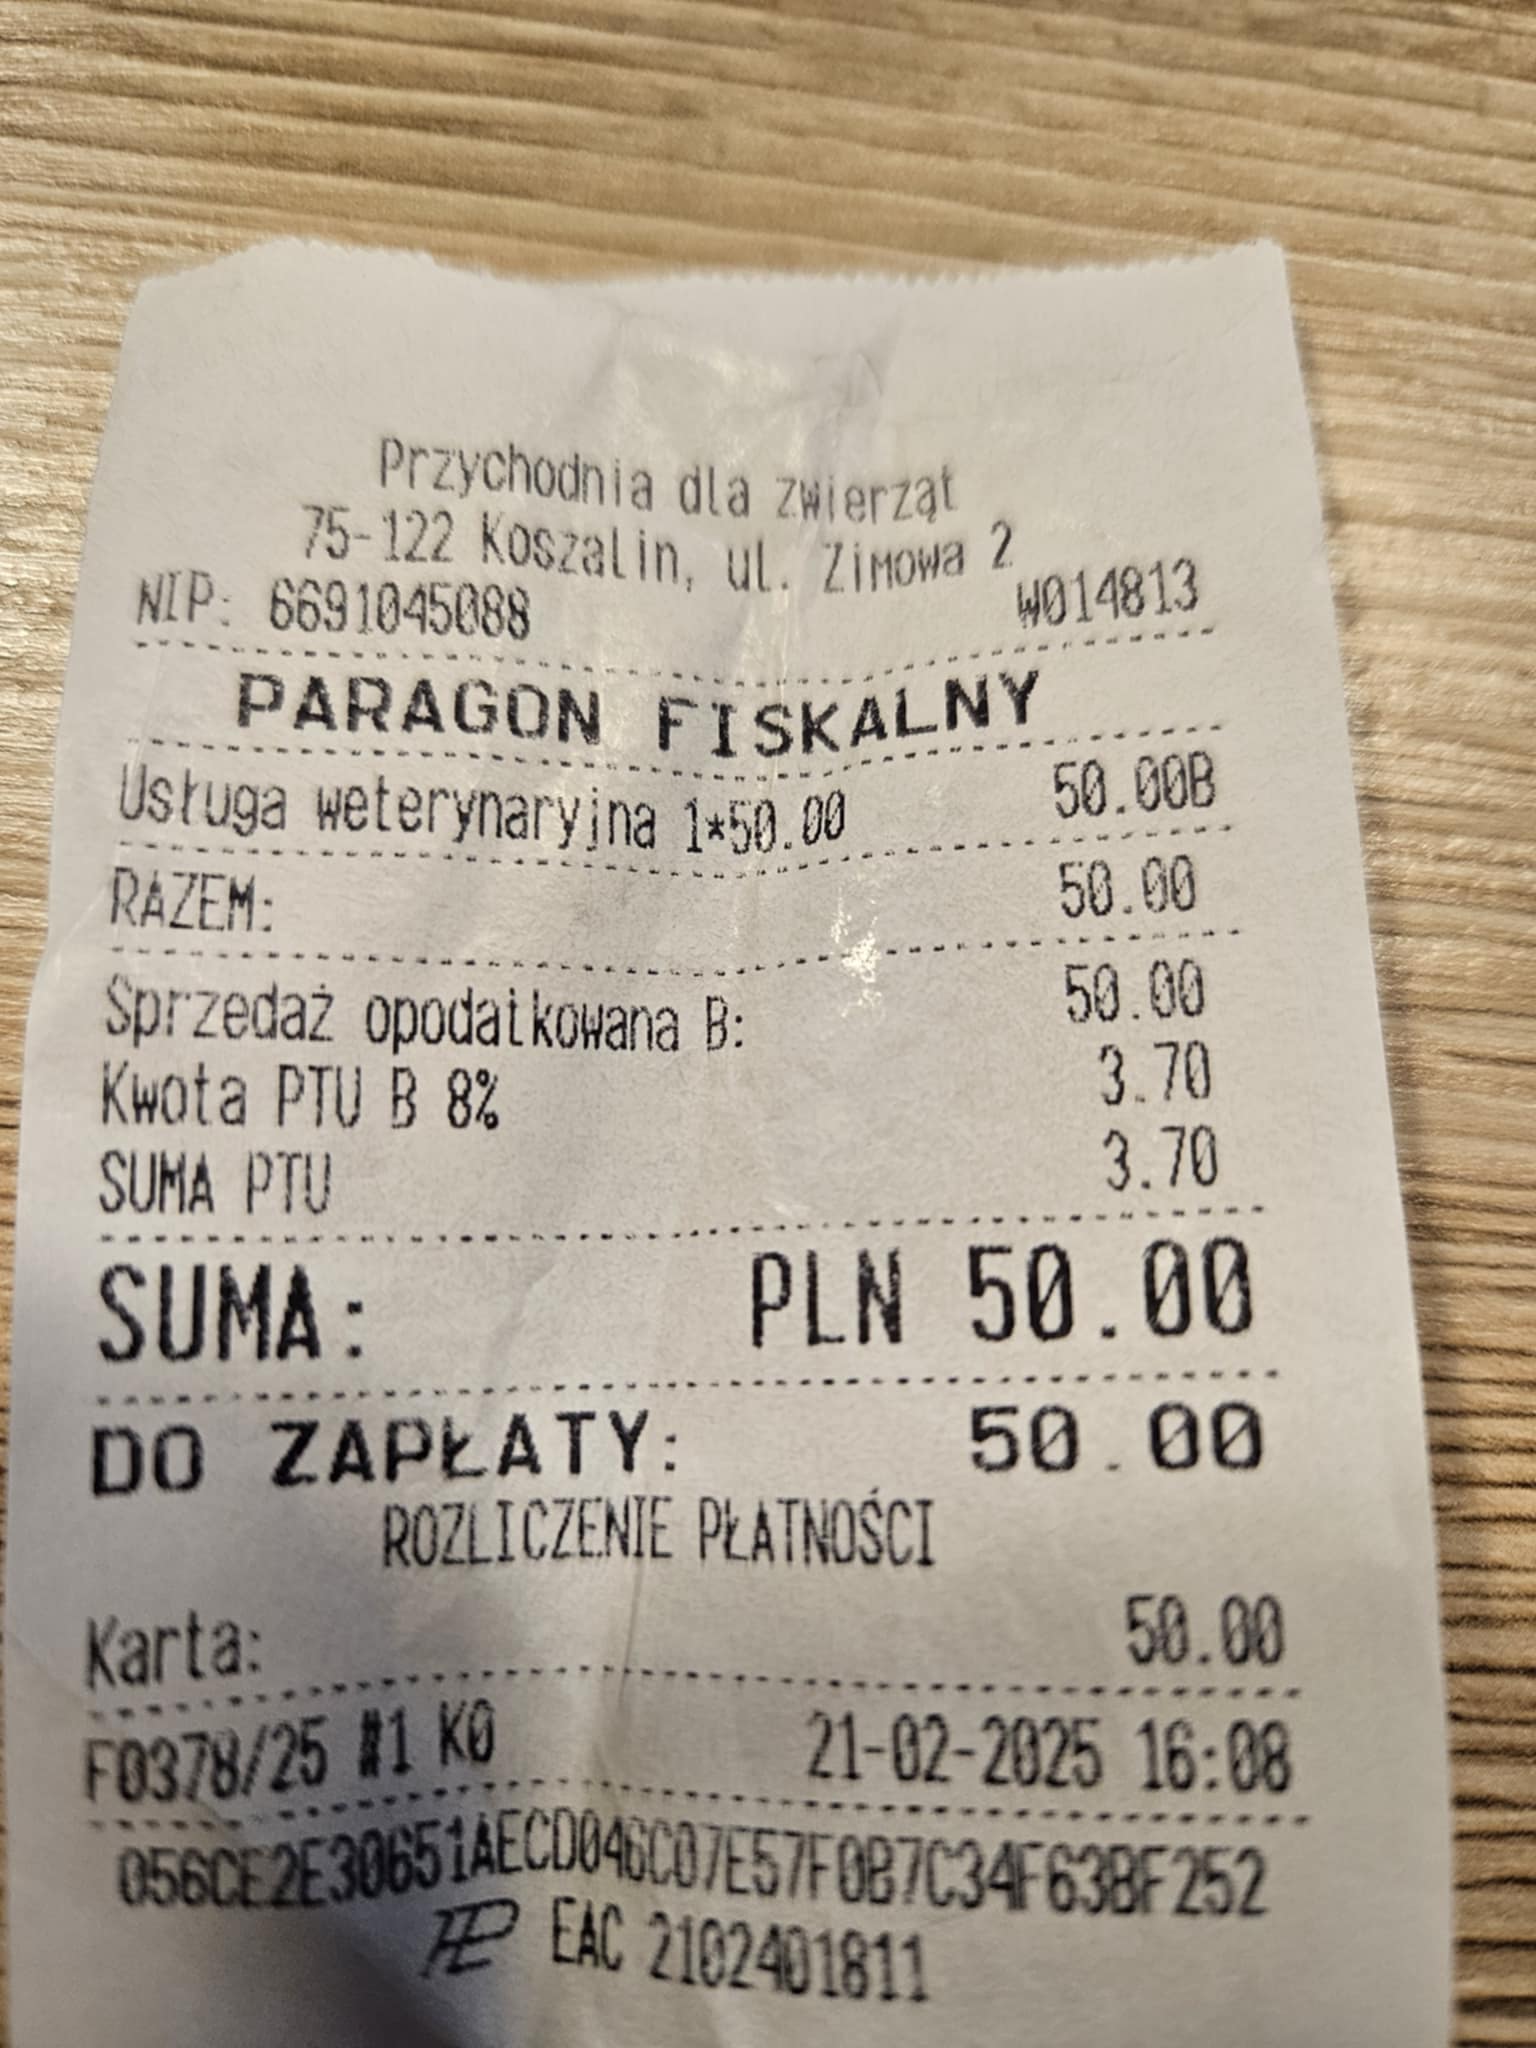 Przychodnia dla zwierząt
75-122 Koszalin, ul. Zimowa 2
NIP: 6691045088 W014813
PARAGON FISKALNY
Usługa weterynaryjna 1*50.00 50.00B
RAZEM: 50.00
Sprzedaż opodatkowana B: 50.00
Kwota PTU B 8% 3.70
SUMA PTU 3.70
SUMA: PLN 50.00
DO ZAPŁATY: 50.00
ROZLICZENIE PŁATNOŚCI
Karta: 50.00
F0378/25 #1 K0 21-02-2025 16:08
056CE2E30651AECD046C07E57F0B7C34F63BF252
EAC 2102401811